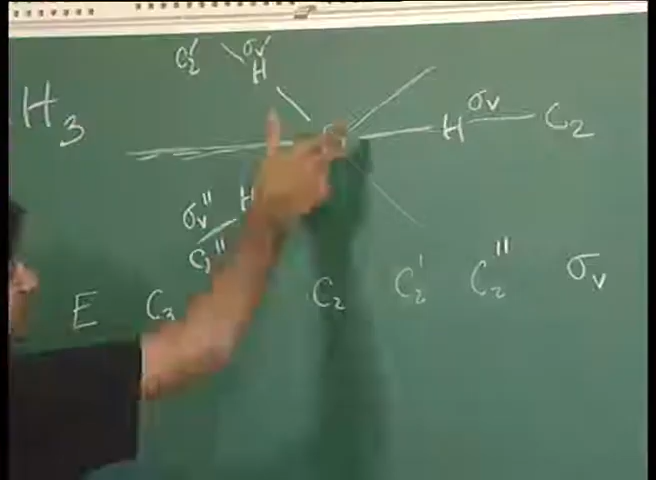 C₂' σᵥ'
H
H₃
H σᵥ C₂
σᵥ'' H
C₂''
E C₃ C₂ C₂' C₂'' σᵥ